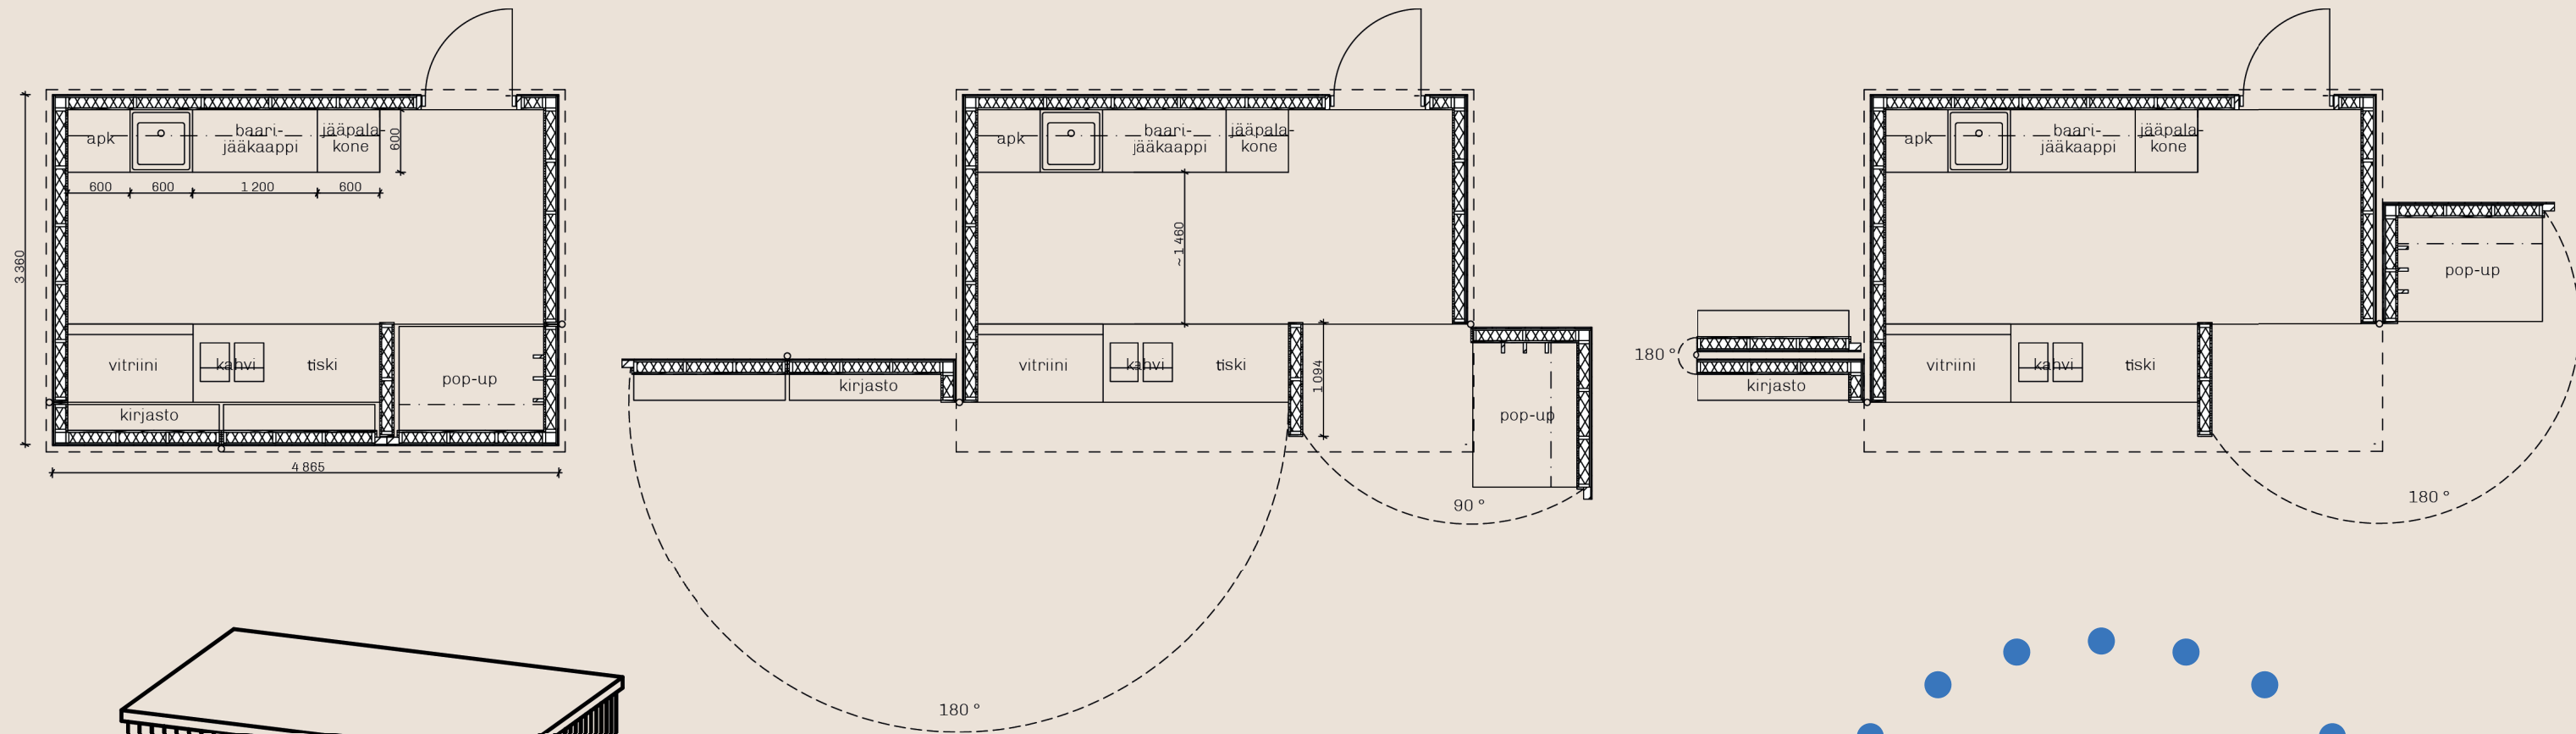 apk
baari-
jääkaappi
jääpala-
kone
600
600
600
1 200
600
3 360
vitriini
kahvi
tiski
pop-up
kirjasto
4 865
apk
baari-
jääkaappi
jääpala-
kone
~ 1 460
vitriini
kahvi
tiski
1 094
kirjasto
pop-up
90 °
180 °
apk
baari-
jääkaappi
jääpala-
kone
pop-up
180 °
vitriini
kahvi
tiski
kirjasto
180 °